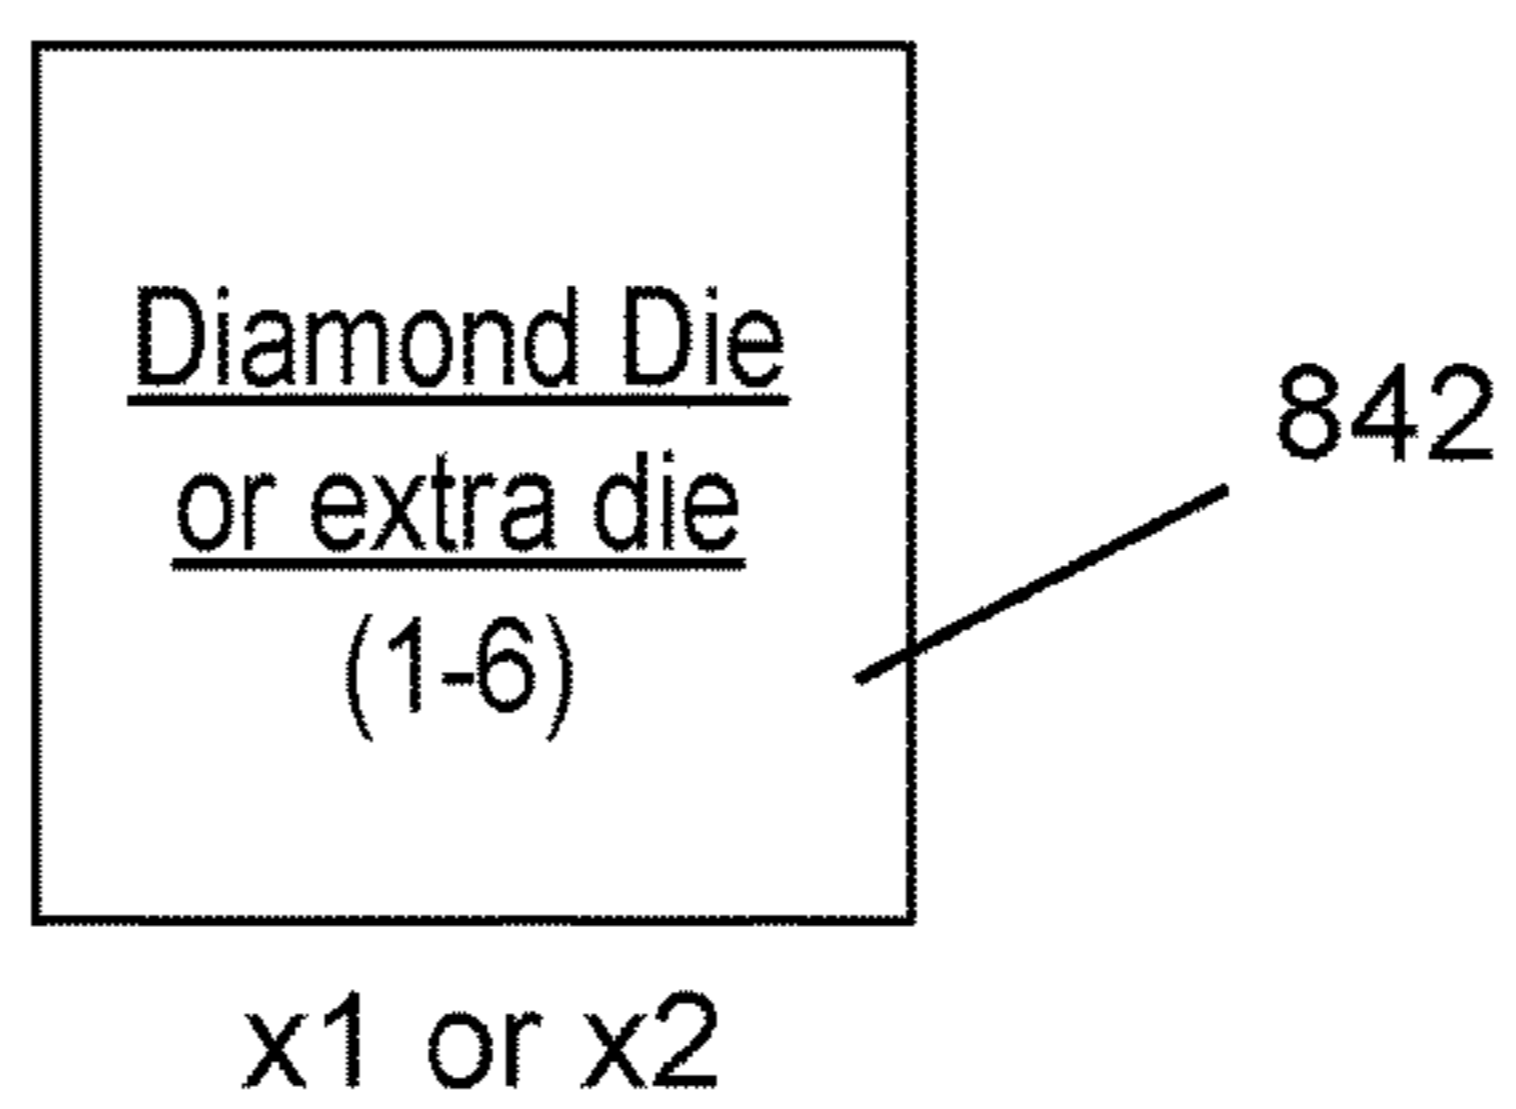 Diamond Die
or extra die
(1-6)
842
x1 or x2